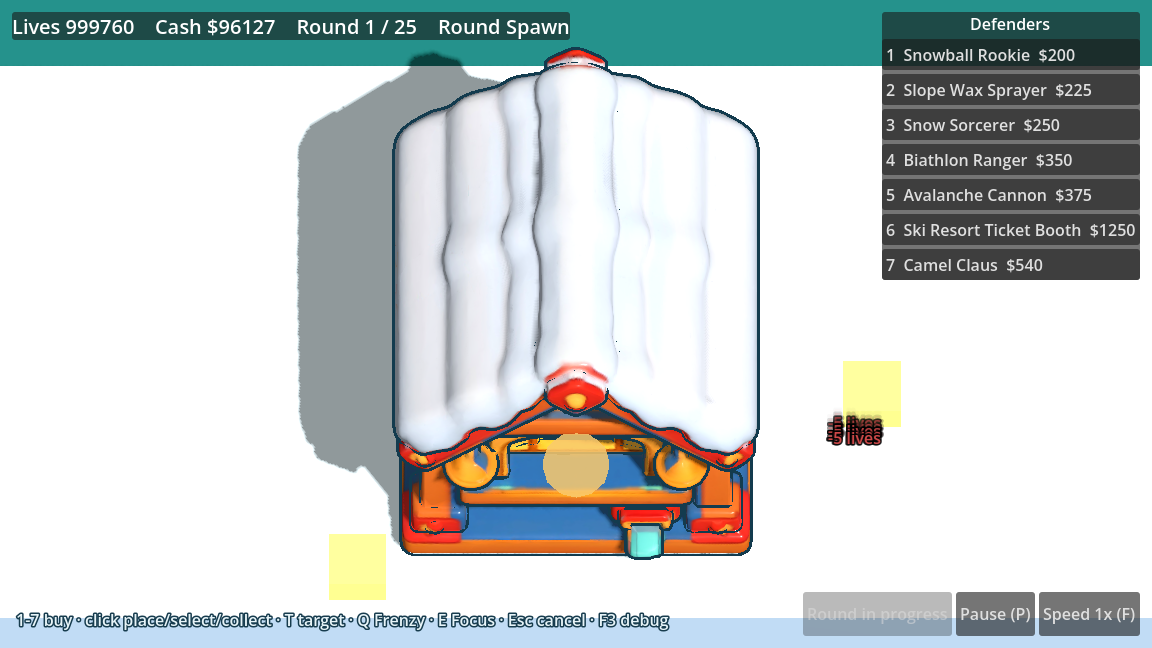 Lives 999760 Cash $96127 Round 1 / 25 Round Spawn
Defenders
1 Snowball Rookie $200
2 Slope Wax Sprayer $225
3 Snow Sorcerer $250
4 Biathlon Ranger $350
5 Avalanche Cannon $375
6 Ski Resort Ticket Booth $1250
7 Camel Claus $540
-5 lives
Round in progress
Pause (P)
Speed 1x (F)
1-7 buy · click place/select/collect · T target · Q Frenzy · E Focus · Esc cancel · F3 debug